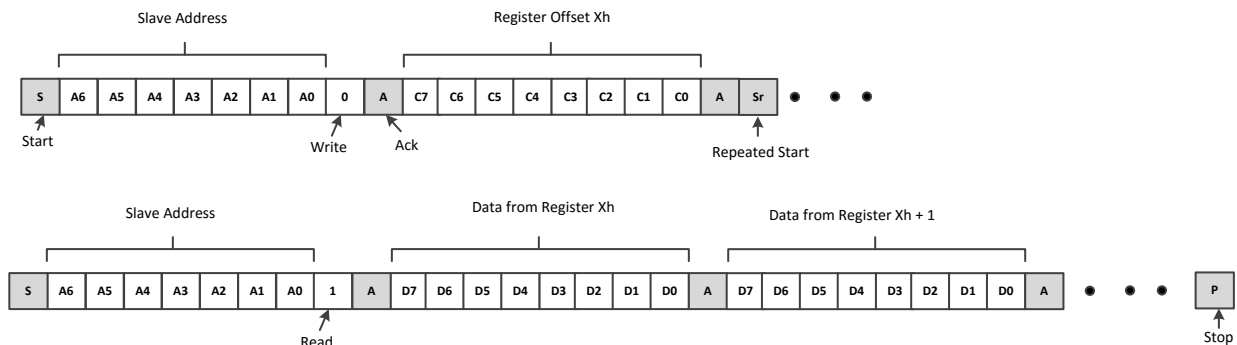 Slave Address Register Offset Xh
S A6 A5 A4 A3 A2 A1 A0 0 A C7 C6 C5 C4 C3 C2 C1 C0 A Sr
Start Write Ack Repeated Start
Slave Address Data from Register Xh Data from Register Xh + 1
S A6 A5 A4 A3 A2 A1 A0 1 A D7 D6 D5 D4 D3 D2 D1 D0 A D7 D6 D5 D4 D3 D2 D1 D0 A P
Read Stop